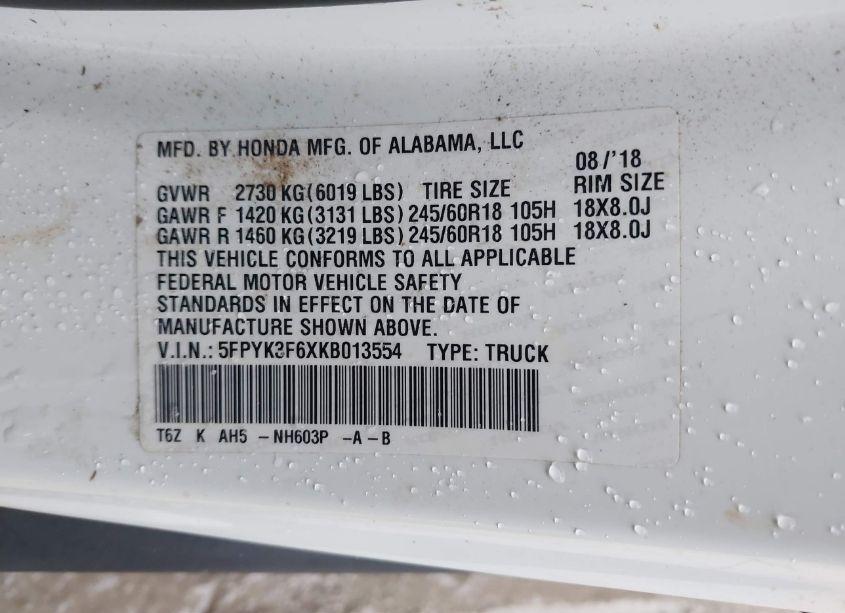 MFD. BY HONDA MFG. OF ALABAMA, LLC 08/'18
GVWR 2730 KG(6019 LBS) TIRE SIZE RIM SIZE
GAWR F 1420 KG(3131 LBS) 245/60R18 105H 18X8.0J
GAWR R 1460 KG(3219 LBS) 245/60R18 105H 18X8.0J
THIS VEHICLE CONFORMS TO ALL APPLICABLE
FEDERAL MOTOR VEHICLE SAFETY
STANDARDS IN EFFECT ON THE DATE OF
MANUFACTURE SHOWN ABOVE.
V.I.N.: 5FPYK3F6XKB013554 TYPE: TRUCK
T6Z K AH5 -NH603P -A-B